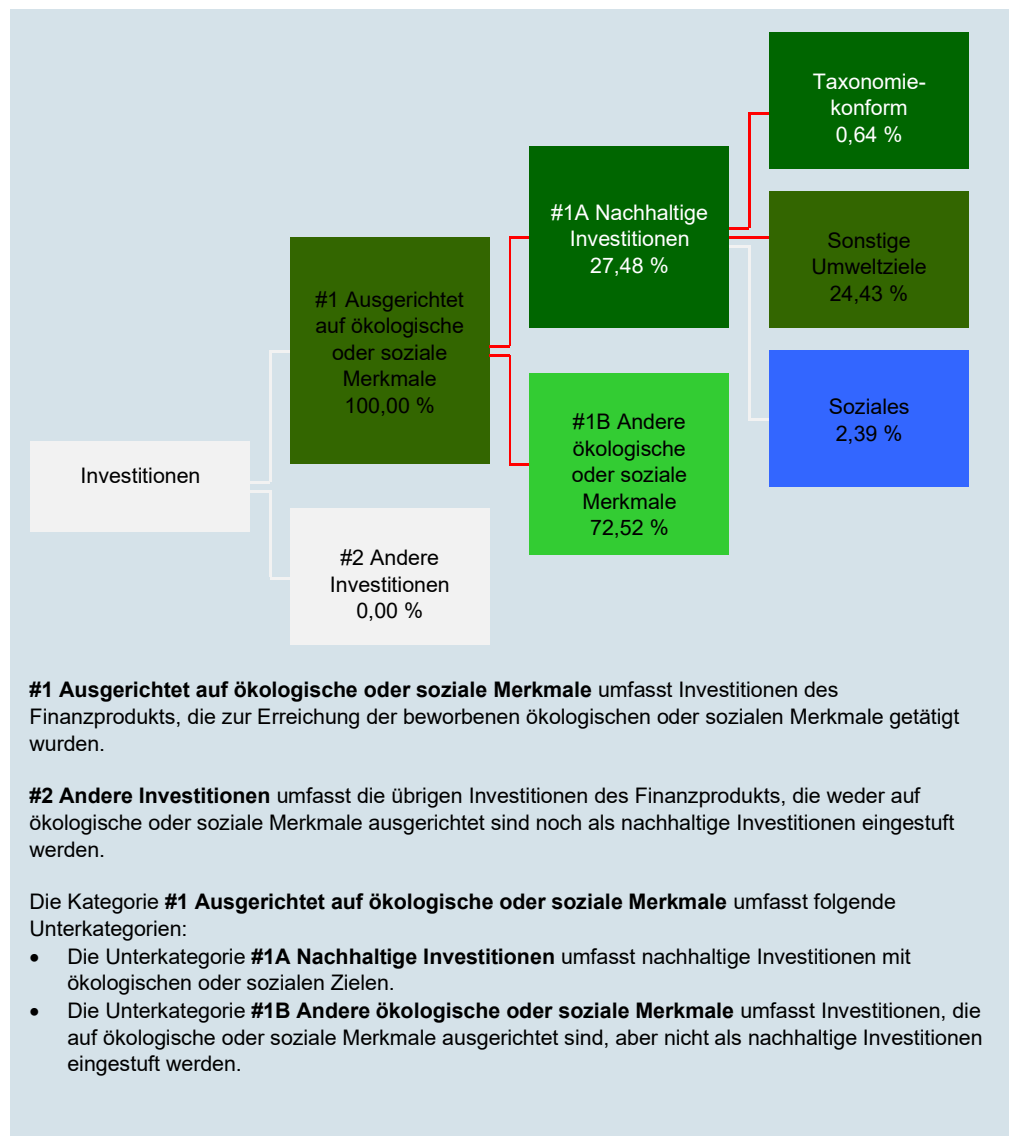 Investitionen
#1 Ausgerichtet
auf ökologische
oder soziale
Merkmale
100,00 %
#2 Andere
Investitionen
0,00 %
#1A Nachhaltige
Investitionen
27,48 %
#1B Andere
ökologische
oder soziale
Merkmale
72,52 %
Taxonomie-
konform
0,64 %
Sonstige
Umweltziele
24,43 %
Soziales
2,39 %
#1 Ausgerichtet auf ökologische oder soziale Merkmale umfasst Investitionen des
Finanzprodukts, die zur Erreichung der beworbenen ökologischen oder sozialen Merkmale getätigt
wurden.
#2 Andere Investitionen umfasst die übrigen Investitionen des Finanzprodukts, die weder auf
ökologische oder soziale Merkmale ausgerichtet sind noch als nachhaltige Investitionen eingestuft
werden.
Die Kategorie #1 Ausgerichtet auf ökologische oder soziale Merkmale umfasst folgende
Unterkategorien:
• Die Unterkategorie #1A Nachhaltige Investitionen umfasst nachhaltige Investitionen mit
ökologischen oder sozialen Zielen.
• Die Unterkategorie #1B Andere ökologische oder soziale Merkmale umfasst Investitionen, die
auf ökologische oder soziale Merkmale ausgerichtet sind, aber nicht als nachhaltige Investitionen
eingestuft werden.